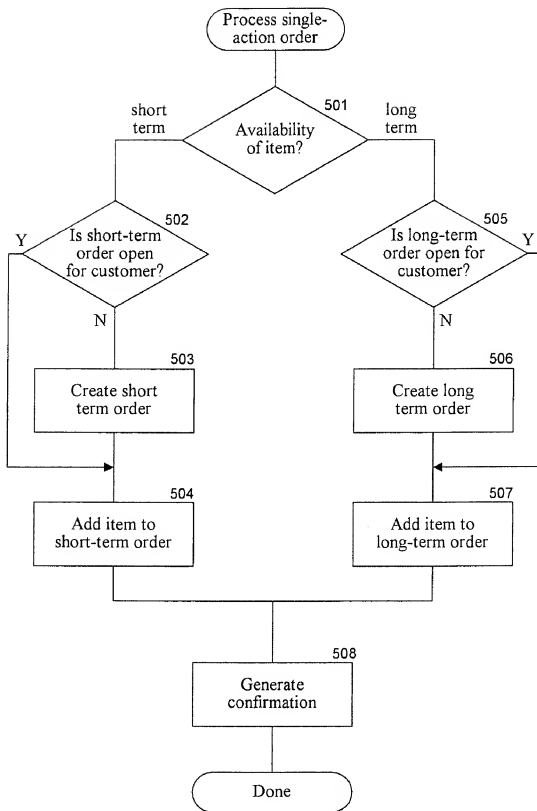 Process single-
action order
501
short
term
long
term
Availability
of item?
502
505
Y
Is short-term
order open
for customer?
Is long-term
order open for
customer?
Y
N
N
503
506
Create short
term order
Create long
term order
504
507
Add item to
short-term order
Add item to
long-term order
508
Generate
confirmation
Done